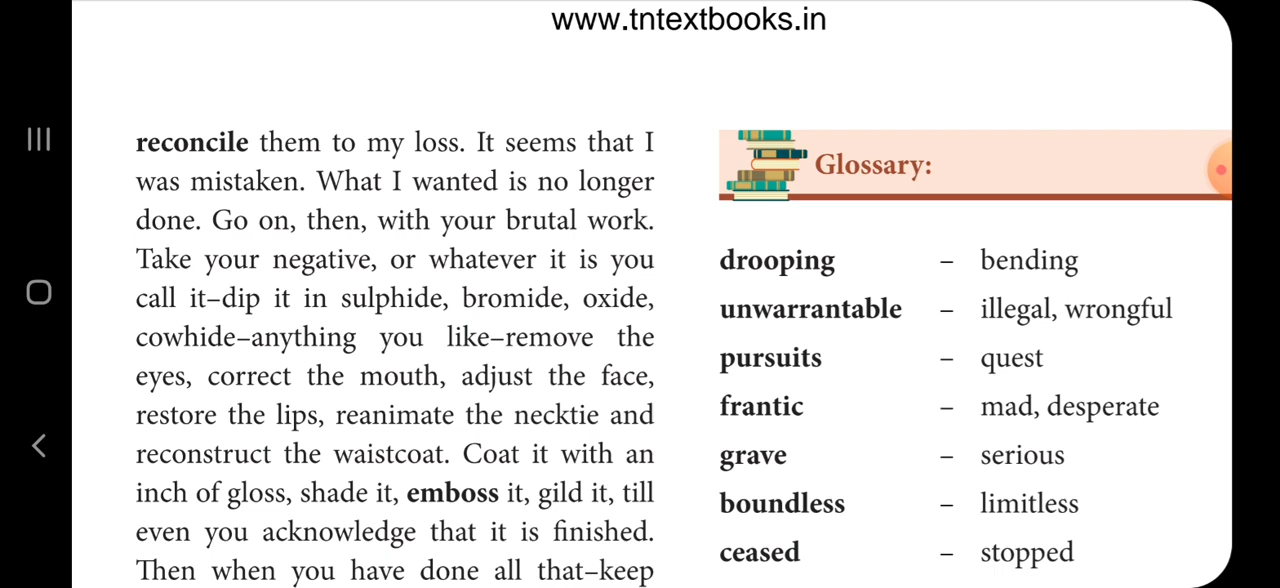 www.tntextbooks.in
reconcile them to my loss. It seems that I
was mistaken. What I wanted is no longer
done. Go on, then, with your brutal work.
Take your negative, or whatever it is you
call it–dip it in sulphide, bromide, oxide,
cowhide–anything you like–remove the
eyes, correct the mouth, adjust the face,
restore the lips, reanimate the necktie and
reconstruct the waistcoat. Coat it with an
inch of gloss, shade it, emboss it, gild it, till
even you acknowledge that it is finished.
Then when you have done all that–keep
Glossary:
drooping – bending
unwarrantable – illegal, wrongful
pursuits – quest
frantic – mad, desperate
grave – serious
boundless – limitless
ceased – stopped